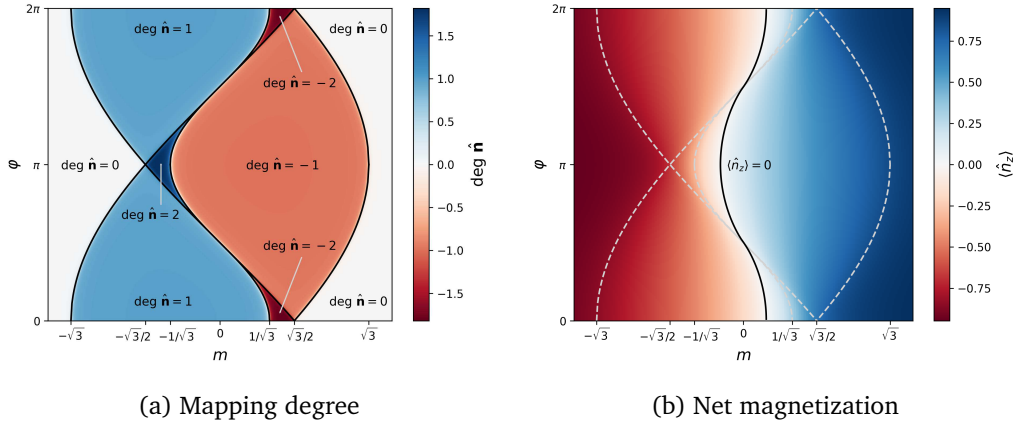 2π
π
0
φ
deg n̂ = 1
deg n̂ = 0
deg n̂ = −2
deg n̂ = 0
deg n̂ = −1
deg n̂ = 2
deg n̂ = −2
deg n̂ = 1
deg n̂ = 0
−√3
−√3/2
−1/√3
0
1/√3
√3/2
√3
m
1.5
1.0
0.5
0.0
−0.5
−1.0
−1.5
deg n̂
(a) Mapping degree
2π
π
0
φ
⟨n̂z⟩ = 0
−√3
−√3/2
−1/√3
0
1/√3
√3/2
√3
m
0.75
0.50
0.25
0.00
−0.25
−0.50
−0.75
⟨n̂z⟩
(b) Net magnetization